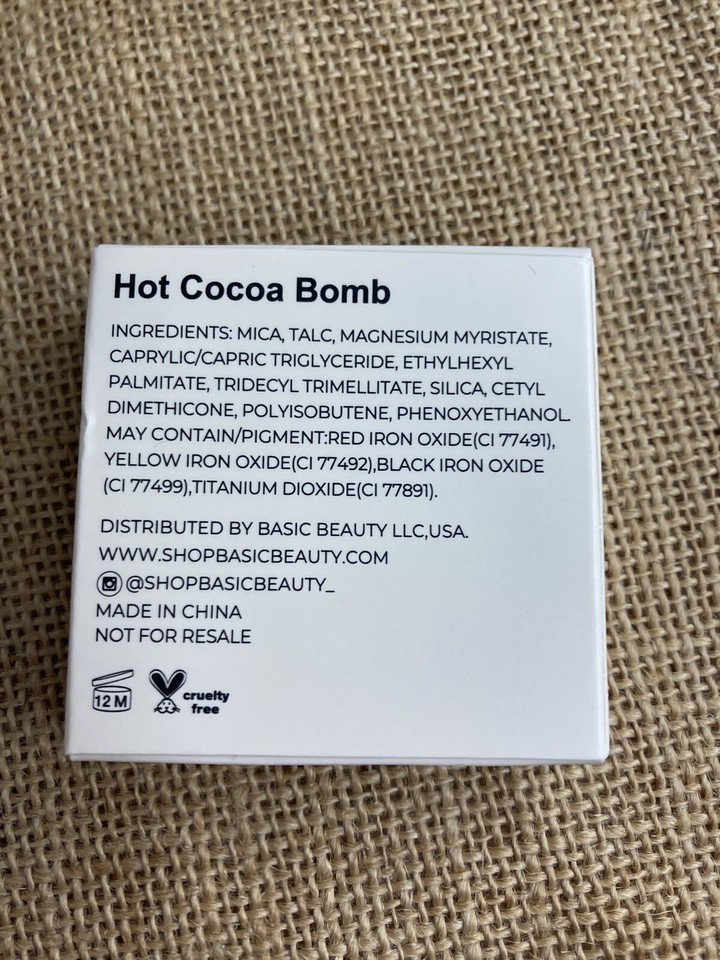 Hot Cocoa Bomb
INGREDIENTS: MICA, TALC, MAGNESIUM MYRISTATE,
CAPRYLIC/CAPRIC TRIGLYCERIDE, ETHYLHEXYL
PALMITATE, TRIDECYL TRIMELLITATE, SILICA, CETYL
DIMETHICONE, POLYISOBUTENE, PHENOXYETHANOL.
MAY CONTAIN/PIGMENT:RED IRON OXIDE(CI 77491),
YELLOW IRON OXIDE(CI 77492),BLACK IRON OXIDE
(CI 77499),TITANIUM DIOXIDE(CI 77891).
DISTRIBUTED BY BASIC BEAUTY LLC,USA.
WWW.SHOPBASICBEAUTY.COM
@SHOPBASICBEAUTY_
MADE IN CHINA
NOT FOR RESALE
12 M
cruelty
free